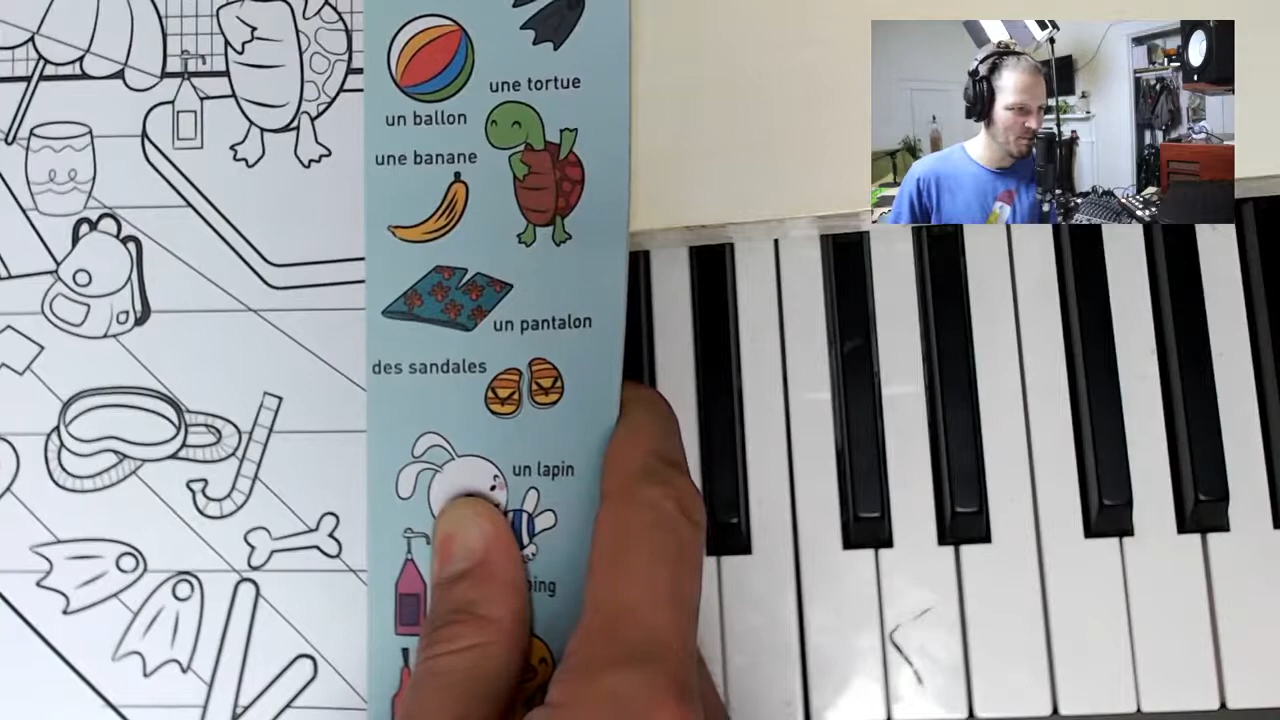 une tortue
un ballon
une banane
un pantalon
des sandales
un lapin